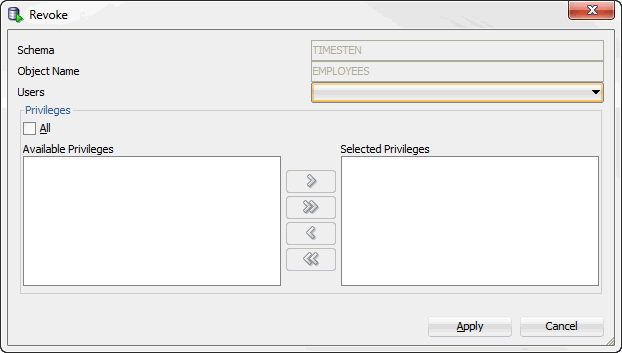 Revoke
Schema
TIMESTEN
Object Name
EMPLOYEES
Users
Privileges
All
Available Privileges
Selected Privileges
Apply
Cancel